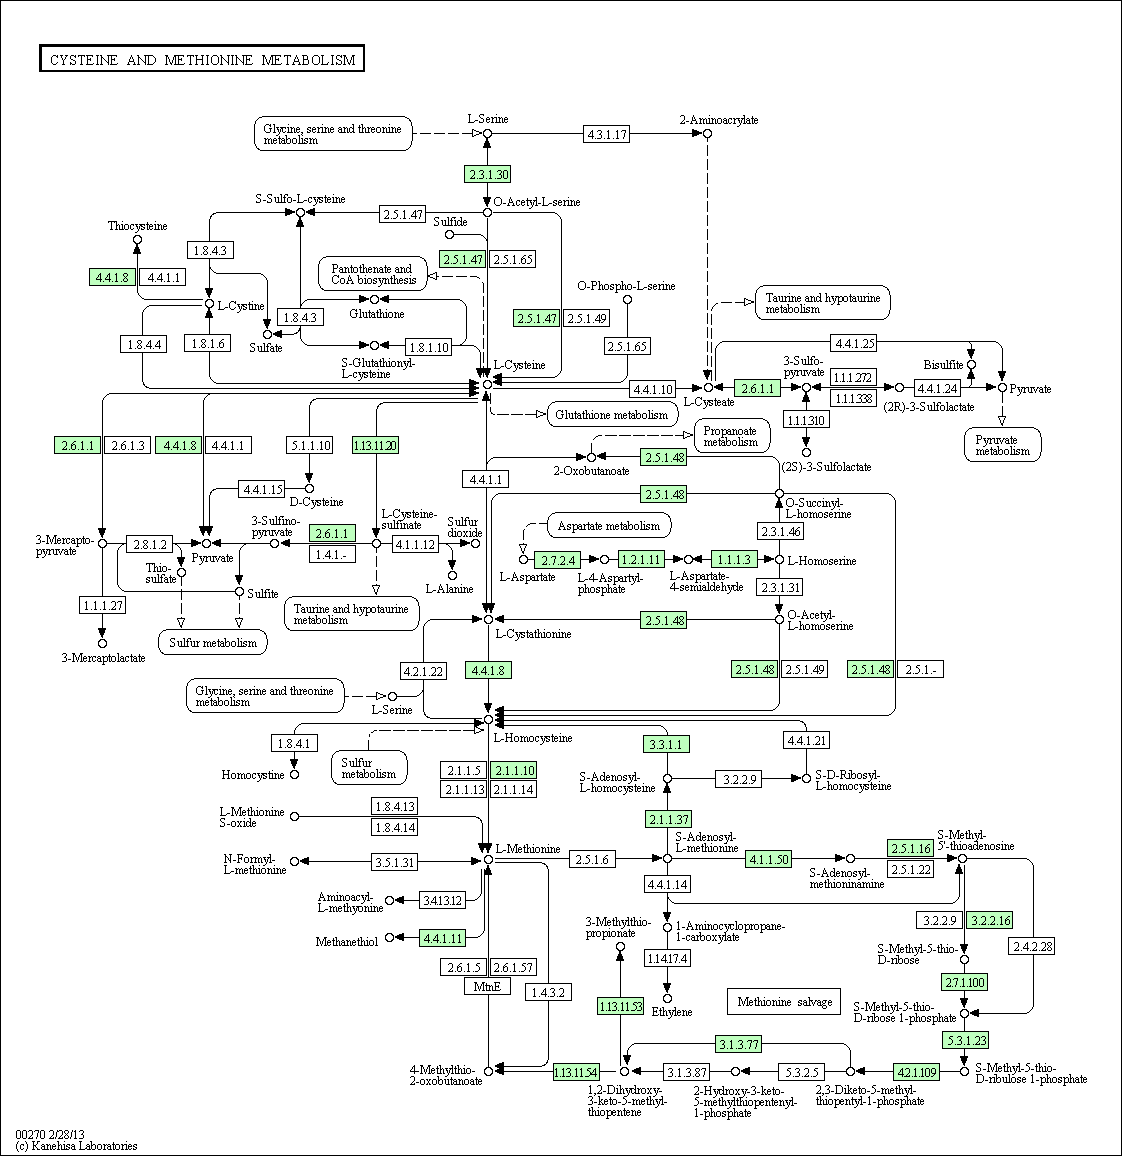 CYSTEINE AND METHIONINE METABOLISM
L-Serine
2-Aminoacrylate
Glycine, serine and threonine
metabolism
4.3.1.17
2.3.1.30
S-Sulfo-L-cysteine
O-Acetyl-L-serine
2.5.1.47
Sulfide
Thiocysteine
1.8.4.3
2.5.1.47
2.5.1.65
Pantothenate and
CoA biosynthesis
4.4.1.8
4.4.1.1
O-Phospho-L-serine
Taurine and hypotaurine
metabolism
L-Cystine
Glutathione
1.8.4.3
2.5.1.47
2.5.1.49
1.8.4.4
1.8.1.6
Sulfate
1.8.1.10
2.5.1.65
4.4.1.25
S-Glutathionyl-
L-cysteine
L-Cysteine
3-Sulfo-
pyruvate
Bisulfite
1.1.1.272
4.4.1.10
2.6.1.1
4.4.1.24
Pyruvate
L-Cysteate
1.1.1.338
(2R)-3-Sulfolactate
Glutathione metabolism
1.1.1.310
2.6.1.1
2.6.1.3
4.4.1.8
4.4.1.1
5.1.1.10
1.13.11.20
Propanoate
metabolism
Pyruvate
metabolism
2.5.1.48
2-Oxobutanoate
(2S)-3-Sulfolactate
4.4.1.1
4.4.1.15
D-Cysteine
2.5.1.48
O-Succinyl-
L-homoserine
L-Cysteine-
sulfinate
3-Sulfino-
pyruvate
Sulfur
dioxide
Aspartate metabolism
2.3.1.46
3-Mercapto-
pyruvate
2.8.1.2
Pyruvate
2.6.1.1
1.4.1.-
4.1.1.12
2.7.2.4
1.2.1.11
1.1.1.3
L-Homoserine
Thio-
sulfate
L-Aspartate
L-4-Aspartyl-
phosphate
L-Aspartate-
4-semialdehyde
L-Alanine
2.3.1.31
Sulfite
1.1.1.27
Taurine and hypotaurine
metabolism
2.5.1.48
O-Acetyl-
L-homoserine
Sulfur metabolism
L-Cystathionine
3-Mercaptolactate
4.2.1.22
4.4.1.8
2.5.1.48
2.5.1.49
2.5.1.48
2.5.1.-
Glycine, serine and threonine
metabolism
L-Serine
L-Homocysteine
1.8.4.1
3.3.1.1
4.4.1.21
Sulfur
metabolism
Homocystine
2.1.1.5
2.1.1.10
2.1.1.13
2.1.1.14
S-Adenosyl-
L-homocysteine
3.2.2.9
S-D-Ribosyl-
L-homocysteine
L-Methionine
S-oxide
1.8.4.13
1.8.4.14
2.1.1.37
L-Methionine
S-Adenosyl-
L-methionine
S-Methyl-
5'-thioadenosine
N-Formyl-
L-methionine
3.5.1.31
2.5.1.6
4.1.1.50
2.5.1.16
2.5.1.22
S-Adenosyl-
methioninamine
4.4.1.14
Aminoacyl-
L-methyonine
3.4.13.12
3.2.2.9
3.2.2.16
3-Methylthio-
propionate
1-Aminocyclopropane-
1-carboxylate
Methanethiol
4.4.1.11
2.4.2.28
S-Methyl-5-thio-
D-ribose
2.6.1.5
2.6.1.57
1.14.17.4
MtnE
1.4.3.2
2.7.1.100
1.13.11.53
Ethylene
Methionine salvage
S-Methyl-5-thio-
D-ribose 1-phosphate
3.1.3.77
5.3.1.23
4-Methylthio-
2-oxobutanoate
1.13.11.54
3.1.3.87
5.3.2.5
4.2.1.109
S-Methyl-5-thio-
D-ribulose 1-phosphate
1,2-Dihydroxy-
3-keto-5-methyl-
thiopentene
2-Hydroxy-3-keto-
5-methylthiopentenyl-
1-phosphate
2,3-Diketo-5-methyl-
thiopentyl-1-phosphate
00270 2/28/13
(c) Kanehisa Laboratories